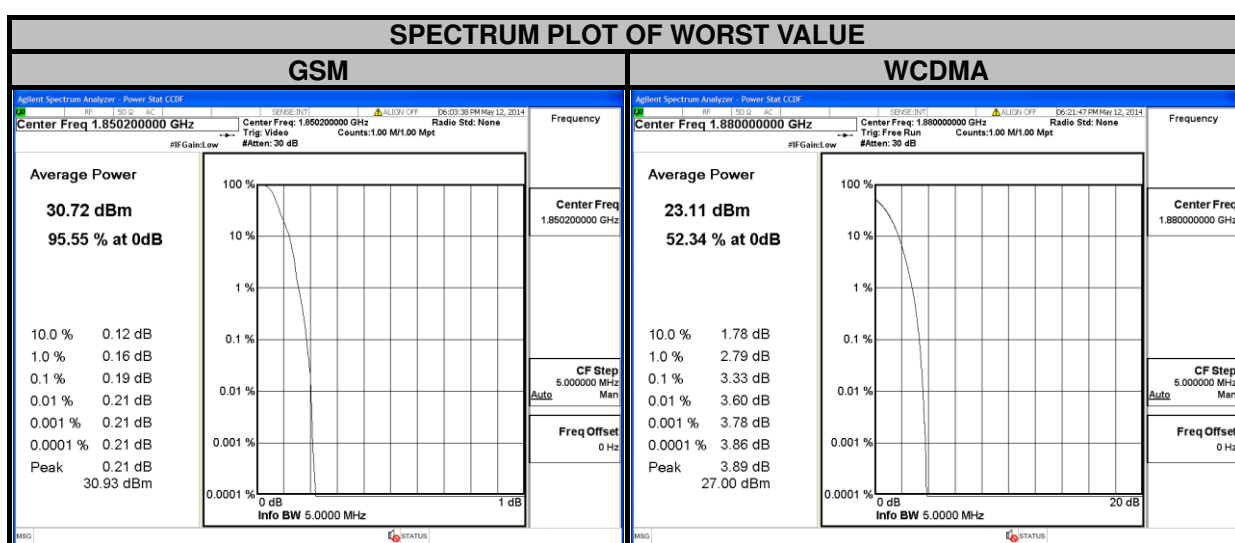 SPECTRUM PLOT OF WORST VALUE
GSM
WCDMA
Agilent Spectrum Analyzer - Power Stat CCDF
RF 50 Ω AC SENSE:INT ALIGN OFF 06:03:38 PM May 12, 2014
Center Freq 1.850200000 GHz
Center Freq: 1.850200000 GHz Radio Std: None
Trig: Video Counts:1.00 M/1.00 Mpt
#IFGain:Low #Atten: 30 dB
Frequency
Average Power
30.72 dBm
95.55 % at 0dB
10.0 % 0.12 dB
1.0 % 0.16 dB
0.1 % 0.19 dB
0.01 % 0.21 dB
0.001 % 0.21 dB
0.0001 % 0.21 dB
Peak 0.21 dB
30.93 dBm
100 %
10 %
1 %
0.1 %
0.01 %
0.001 %
0.0001 %
0 dB 1 dB
Info BW 5.0000 MHz
Center Freq
1.850200000 GHz
CF Step
5.000000 MHz
Auto Man
Freq Offset
0 Hz
MSG STATUS
Agilent Spectrum Analyzer - Power Stat CCDF
RF 50 Ω AC SENSE:INT ALIGN OFF 06:21:47 PM May 12, 2014
Center Freq 1.880000000 GHz
Center Freq: 1.880000000 GHz Radio Std: None
Trig: Free Run Counts:1.00 M/1.00 Mpt
#IFGain:Low #Atten: 30 dB
Frequency
Average Power
23.11 dBm
52.34 % at 0dB
10.0 % 1.78 dB
1.0 % 2.79 dB
0.1 % 3.33 dB
0.01 % 3.60 dB
0.001 % 3.78 dB
0.0001 % 3.86 dB
Peak 3.89 dB
27.00 dBm
100 %
10 %
1 %
0.1 %
0.01 %
0.001 %
0.0001 %
0 dB 20 dB
Info BW 5.0000 MHz
Center Freq
1.880000000 GHz
CF Step
5.000000 MHz
Auto Man
Freq Offset
0 Hz
MSG STATUS